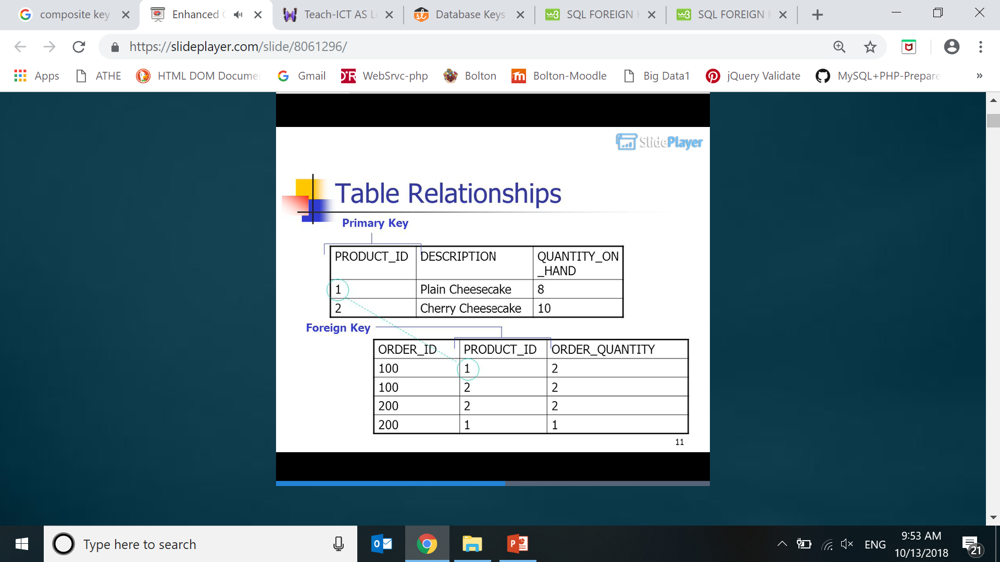 composite key
Enhanced
Teach-ICT AS Le
Database Keys
SQL FOREIGN K
SQL FOREIGN K
https://slideplayer.com/slide/8061296/
Apps
ATHE
HTML DOM Documen
Gmail
WebSrvc-php
Bolton
Bolton-Moodle
Big Data1
jQuery Validate
MySQL+PHP-Prepare
»
SlidePlayer
Table Relationships
Primary Key
PRODUCT_ID DESCRIPTION QUANTITY_ON
_HAND
1 Plain Cheesecake 8
2 Cherry Cheesecake 10
Foreign Key
ORDER_ID PRODUCT_ID ORDER_QUANTITY
100 1 2
100 2 2
200 2 2
200 1 1
11
Type here to search
ENG
9:53 AM
10/13/2018
21